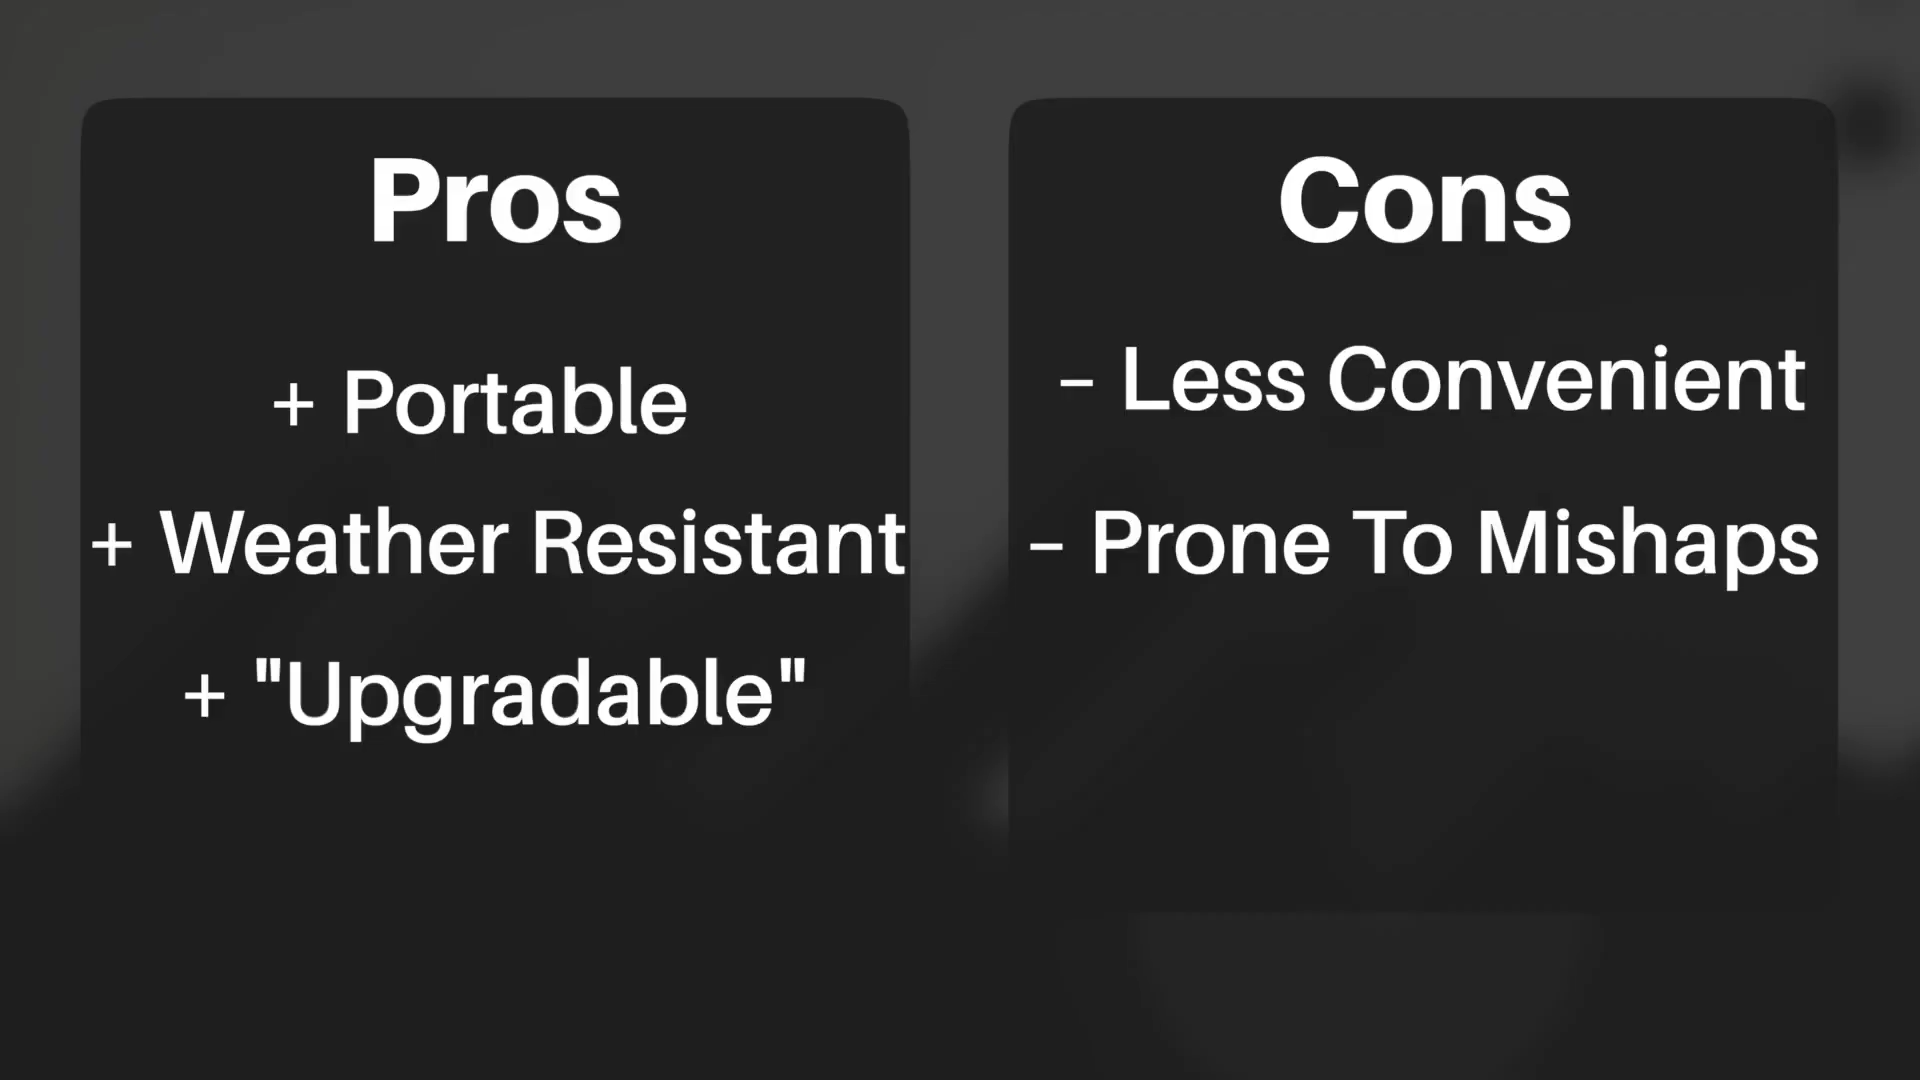 Pros
+ Portable
+ Weather Resistant
+ "Upgradable"
Cons
– Less Convenient
– Prone To Mishaps